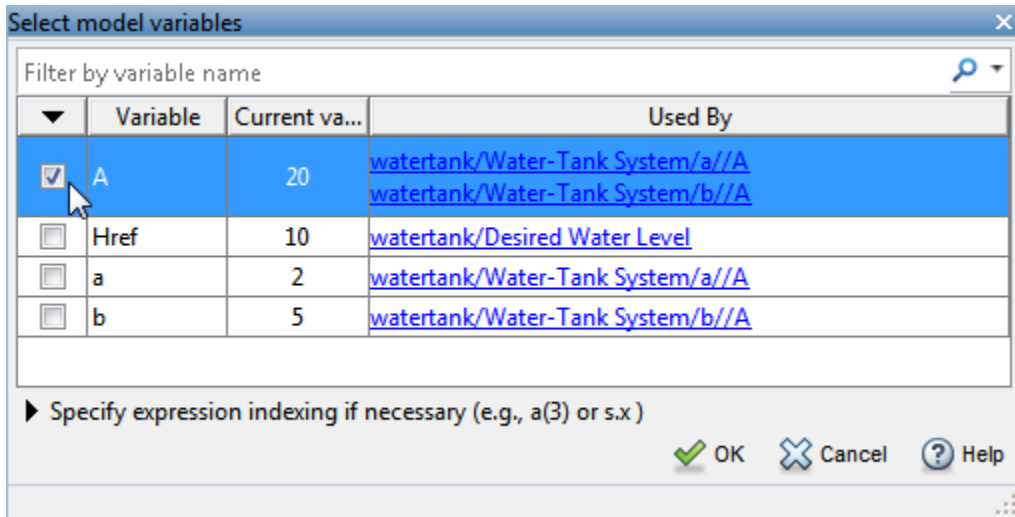 Select model variables
Filter by variable name
Variable Current va... Used By
A 20 watertank/Water-Tank System/a//A
watertank/Water-Tank System/b//A
Href 10 watertank/Desired Water Level
a 2 watertank/Water-Tank System/a//A
b 5 watertank/Water-Tank System/b//A
Specify expression indexing if necessary (e.g., a(3) or s.x )
OK Cancel Help